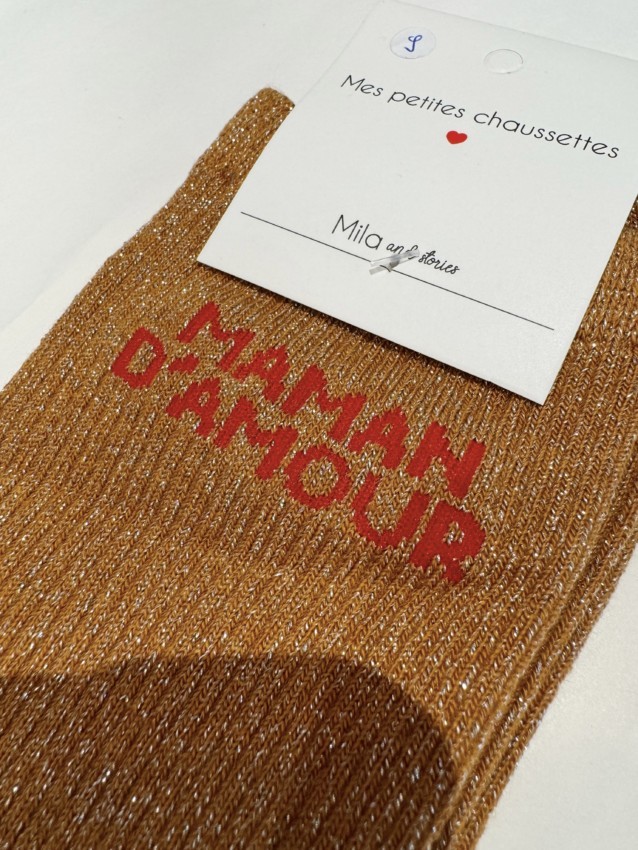 Mes petites chaussettes
Mila and stories
MAMAN
D'AMOUR